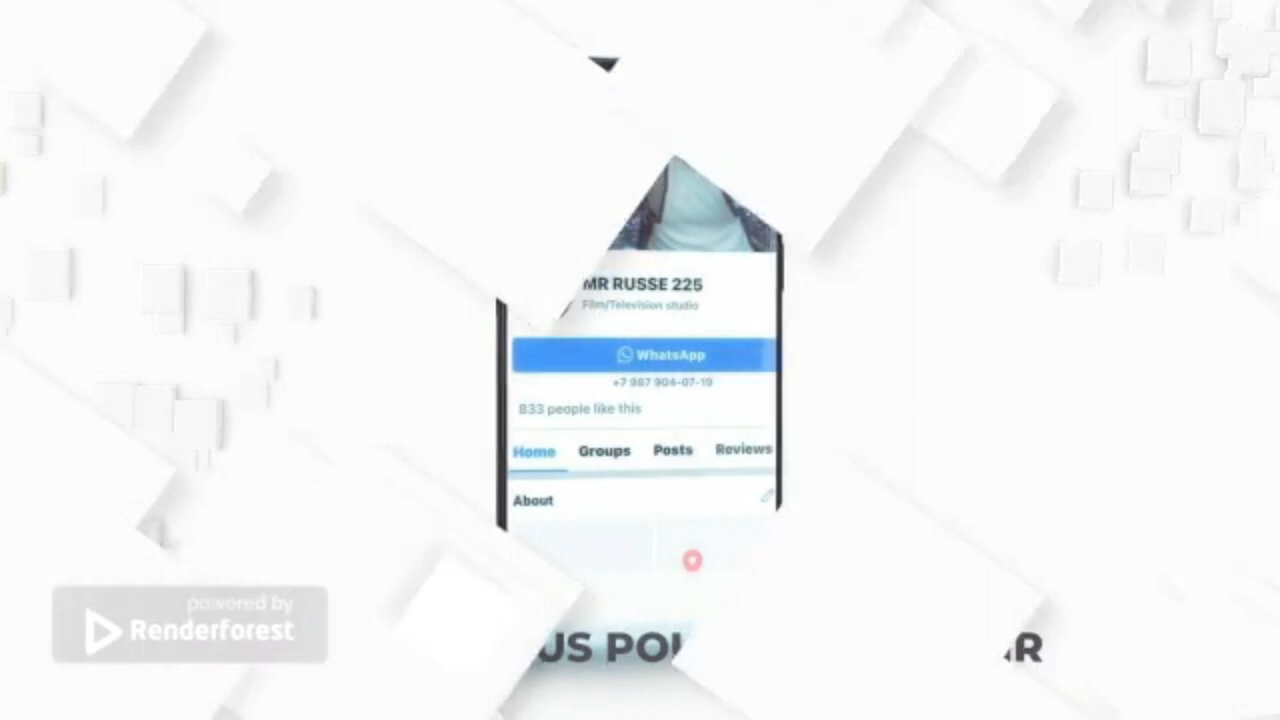 MR RUSSE 225
Film/Television studio
WhatsApp
+7 987 904-07-19
833 people like this
Home Groups Posts Reviews
About
powered by
Renderforest